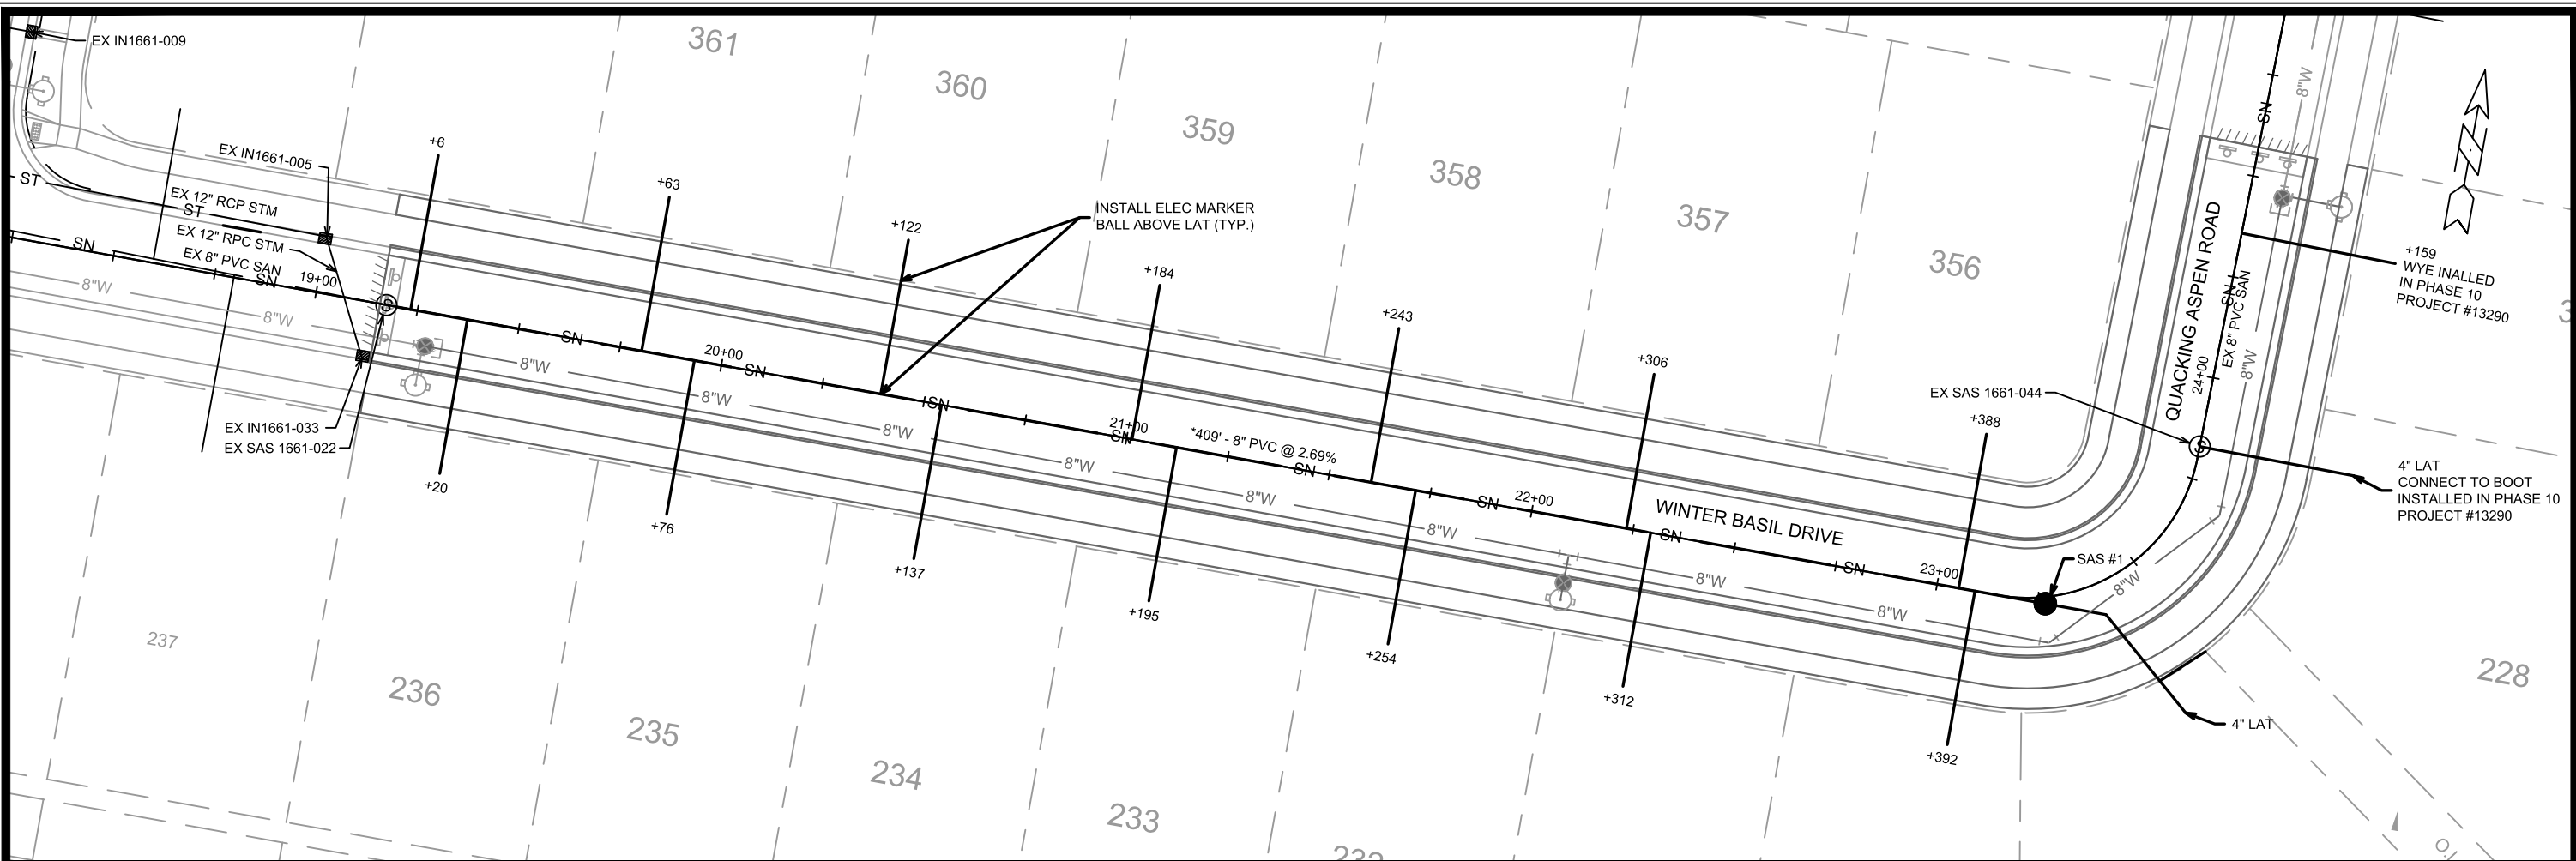 EX IN1661-009
361
360
359
358
357
356
8"W
SN
+6
+63
+122
+184
+243
+306
+388
EX IN1661-005
INSTALL ELEC MARKER
BALL ABOVE LAT (TYP.)
ST
EX 12" RCP STM
ST
EX 12" RPC STM
EX 8" PVC SAN
SN
SN
19+00
8"W
8"W
S
SN
20+00
SN
8"W
8"W
SN
8"W
21+00
SN
8"W
*409' - 8" PVC @ 2.69%
SN
8"W
SN
22+00
8"W
SN
WINTER BASIL DRIVE
8"W
SN
23+00
8"W
8"W
QUACKING ASPEN ROAD
24+00
SN
EX 8" PVC SAN
8"W
+159
WYE INALLED
IN PHASE 10
PROJECT #13290
EX SAS 1661-044
S
4" LAT
CONNECT TO BOOT
INSTALLED IN PHASE 10
PROJECT #13290
SAS #1
4" LAT
EX IN1661-033
EX SAS 1661-022
+20
+76
+137
+195
+254
+312
+392
237
236
235
234
233
228